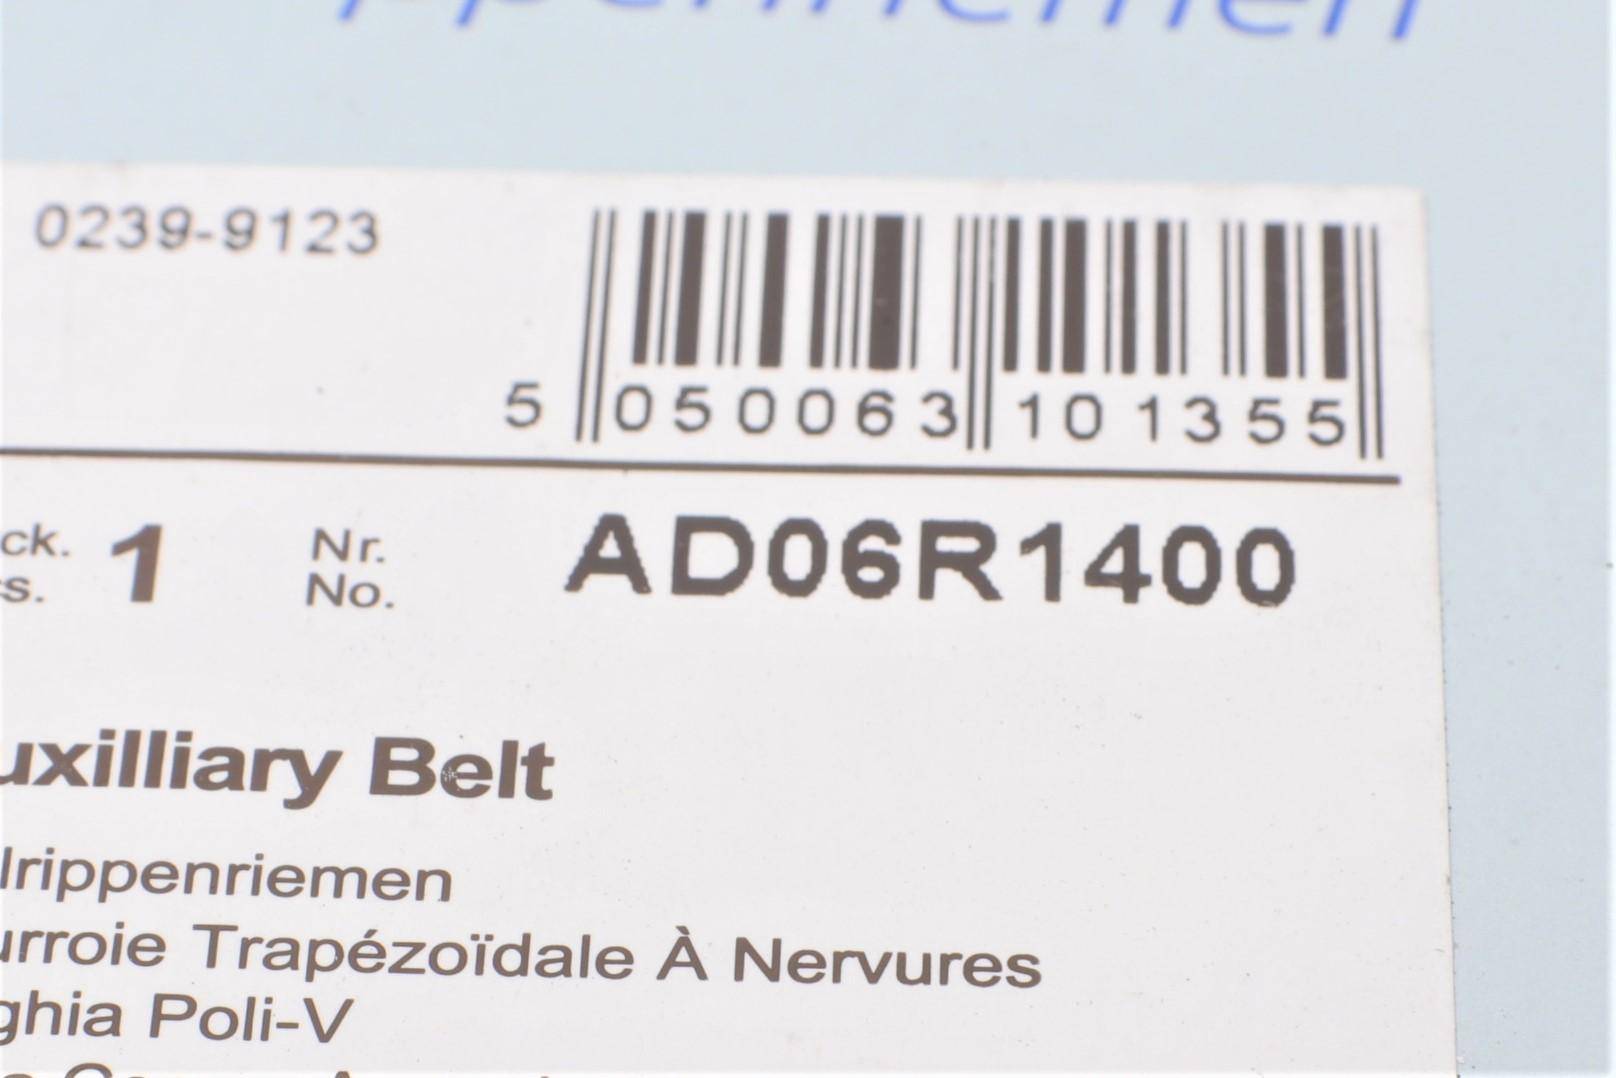 0239-9123
5 050063 101355
ck. 1 Nr. AD06R1400
s. No.
uxilliary Belt
lrippenriemen
urroie Trapézoïdale À Nervures
ghia Poli-V